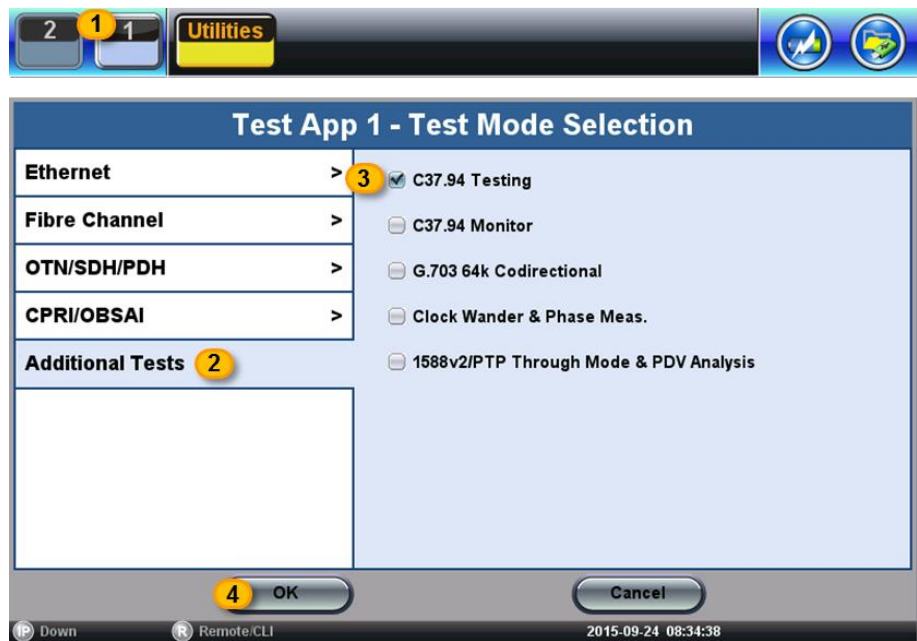 2 1 1 Utilities
Test App 1 - Test Mode Selection
Ethernet >
Fibre Channel >
OTN/SDH/PDH >
CPRI/OBSAI >
Additional Tests 2
3 C37.94 Testing
C37.94 Monitor
G.703 64k Codirectional
Clock Wander & Phase Meas.
1588v2/PTP Through Mode & PDV Analysis
4 OK
Cancel
IP Down
R Remote/CLI
2015-09-24 08:34:38